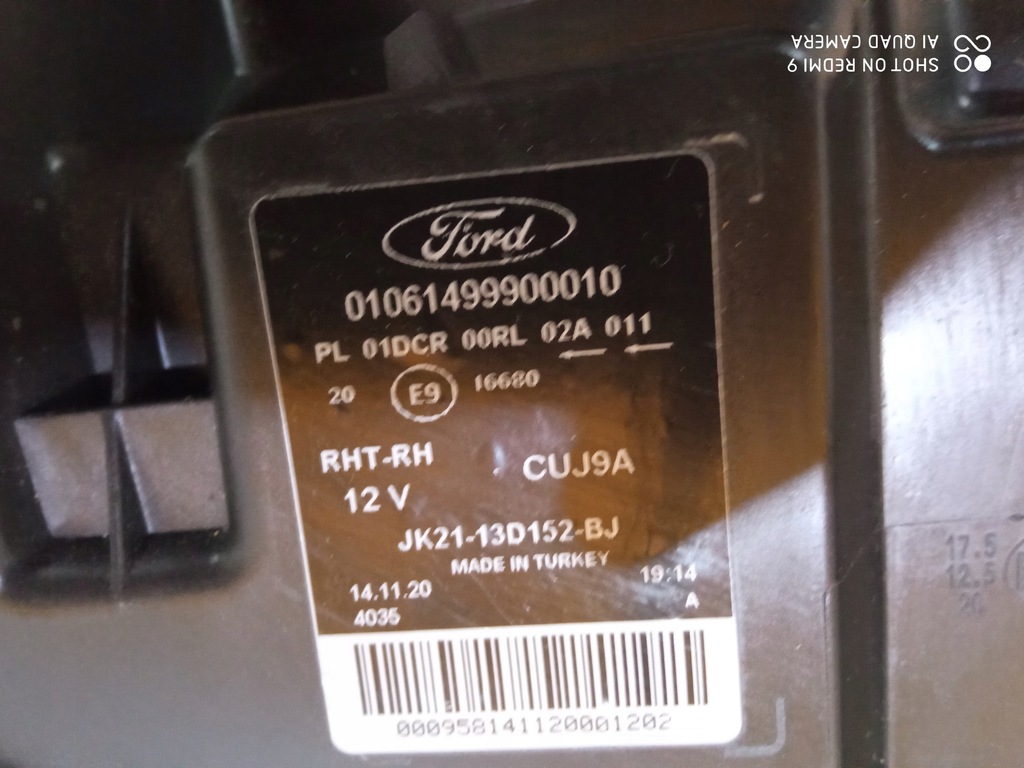 SHOT ON REDMI 9
AI QUAD CAMERA
Ford
01061499900010
PL 01DCR 00RL 02A 011
20 E9 16680
RHT-RH CUJ9A
12 V
JK21-13D152-BJ
MADE IN TURKEY
14.11.20 19:14
4035 A
000958141120001202
17.5
12.5
20